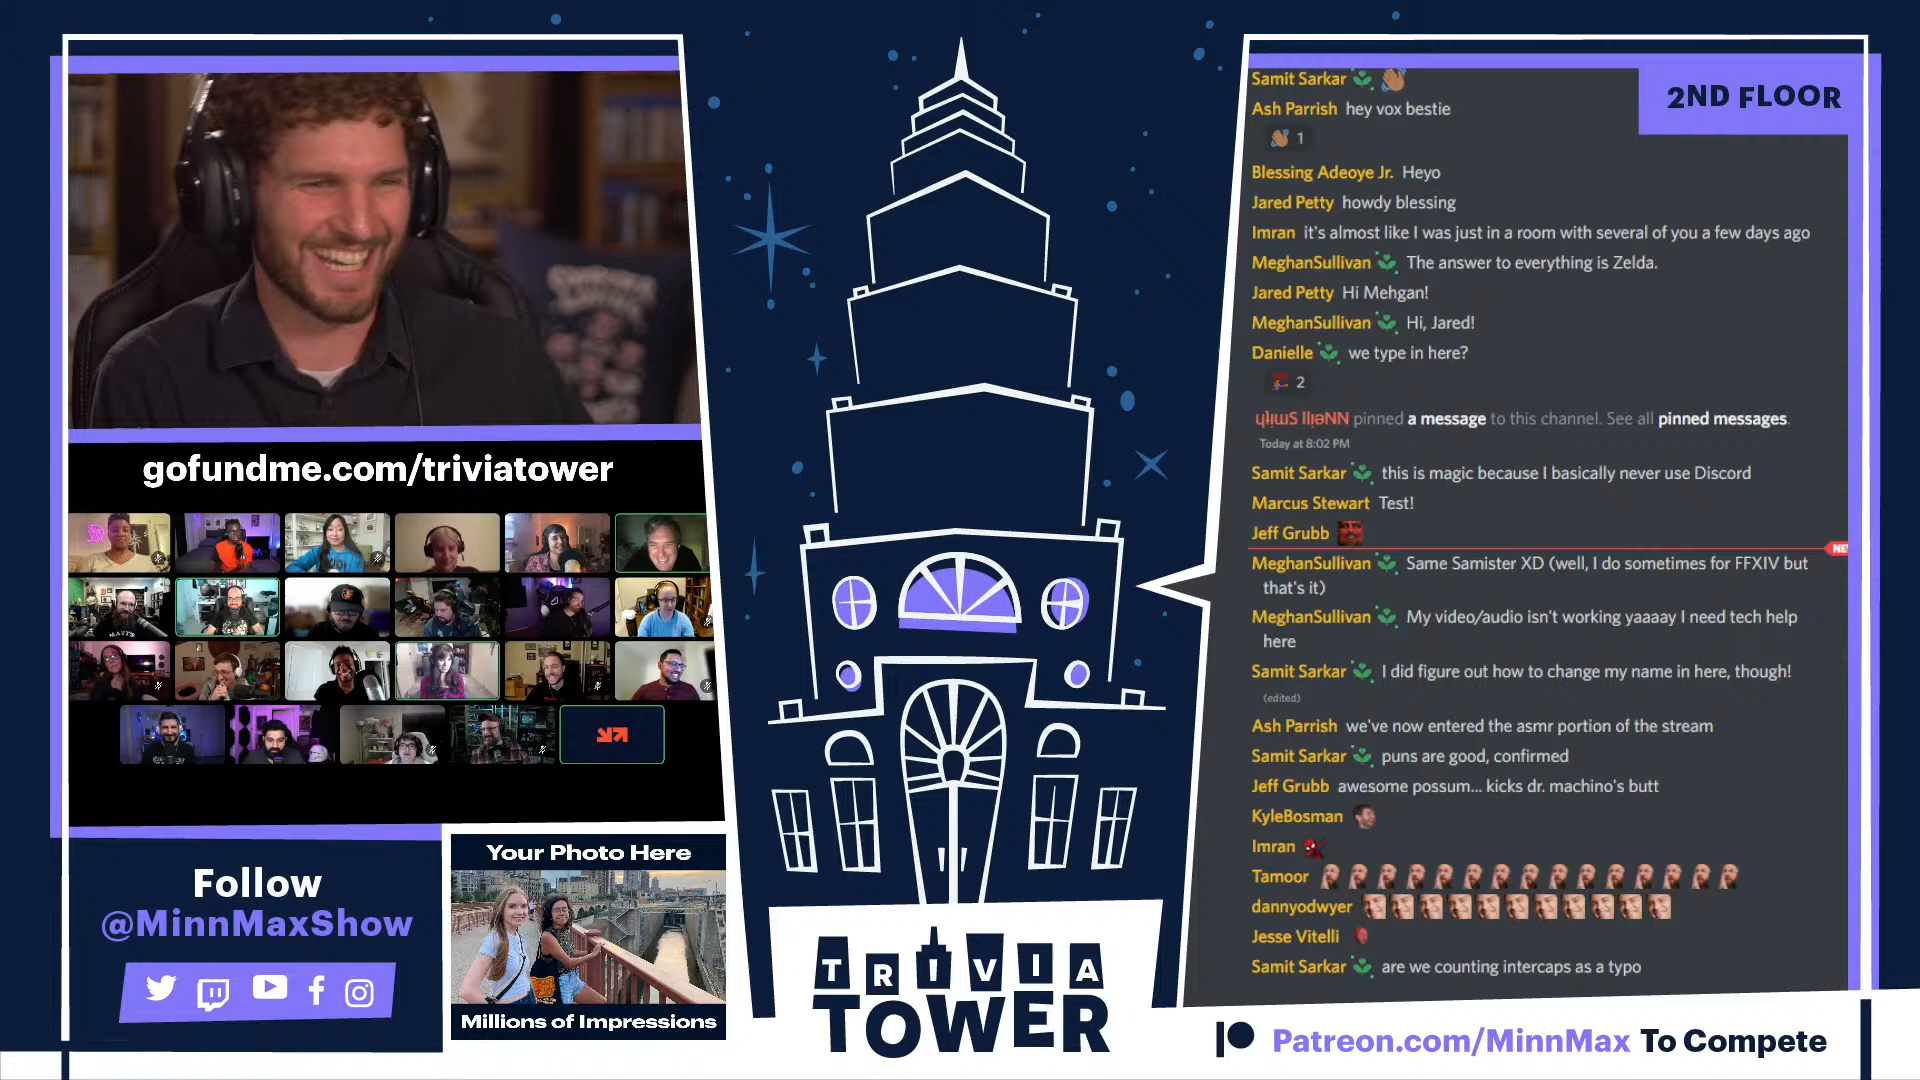 gofundme.com/triviatower
Follow
@MinnMaxShow
Your Photo Here
Millions of Impressions
TRIVIA
TOWER
2ND FLOOR
Samit Sarkar
Ash Parrish hey vox bestie
1
Blessing Adeoye Jr. Heyo
Jared Petty howdy blessing
Imran it's almost like I was just in a room with several of you a few days ago
MeghanSullivan The answer to everything is Zelda.
Jared Petty Hi Mehgan!
MeghanSullivan Hi, Jared!
Danielle we type in here?
2
pinned a message to this channel. See all pinned messages.
Today at 8:02 PM
Samit Sarkar this is magic because I basically never use Discord
Marcus Stewart Test!
Jeff Grubb
NE
MeghanSullivan Same Samister XD (well, I do sometimes for FFXIV but
that's it)
MeghanSullivan My video/audio isn't working yaaaay I need tech help
here
Samit Sarkar I did figure out how to change my name in here, though!
(edited)
Ash Parrish we've now entered the asmr portion of the stream
Samit Sarkar puns are good, confirmed
Jeff Grubb awesome possum... kicks dr. machino's butt
KyleBosman
Imran
Tamoor
dannyodwyer
Jesse Vitelli
Samit Sarkar are we counting intercaps as a typo
Patreon.com/MinnMax To Compete